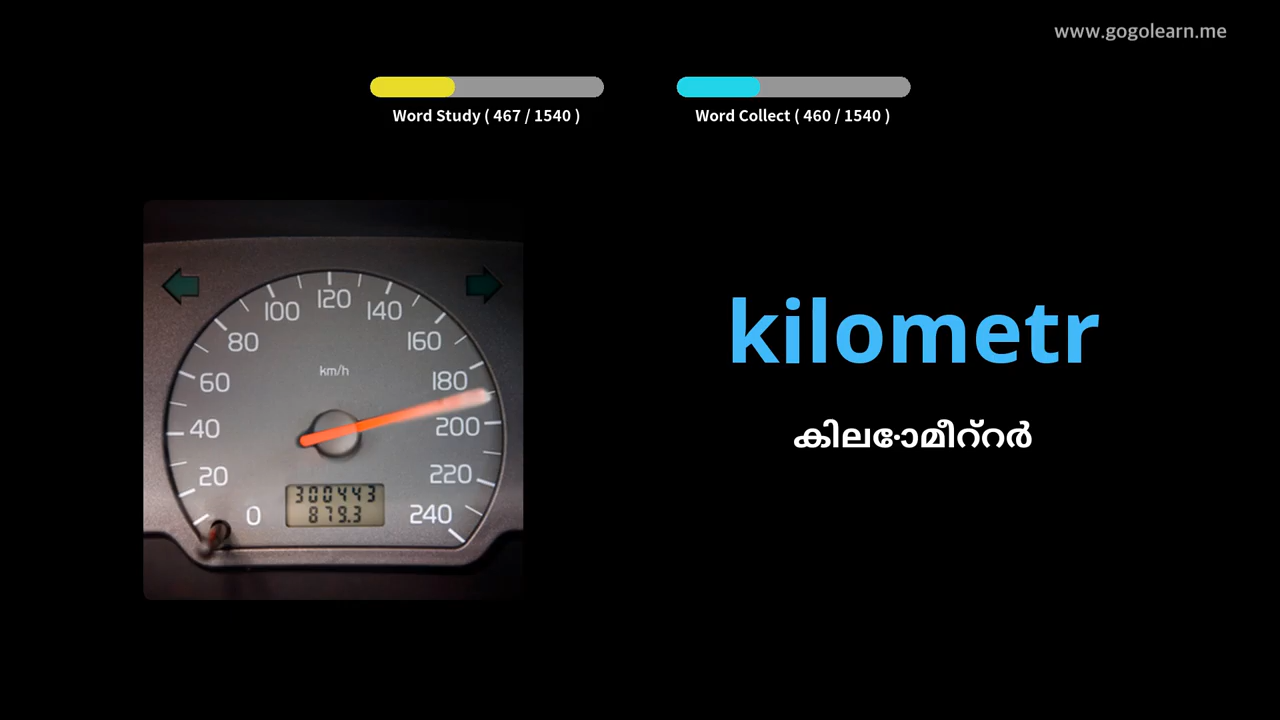 www.gogolearn.me
Word Study ( 467 / 1540 )
Word Collect ( 460 / 1540 )
100
120
140
80
160
km/h
60
180
40
200
20
220
0
300443
879.3
240
kilometr
കിലോമീറ്റർ